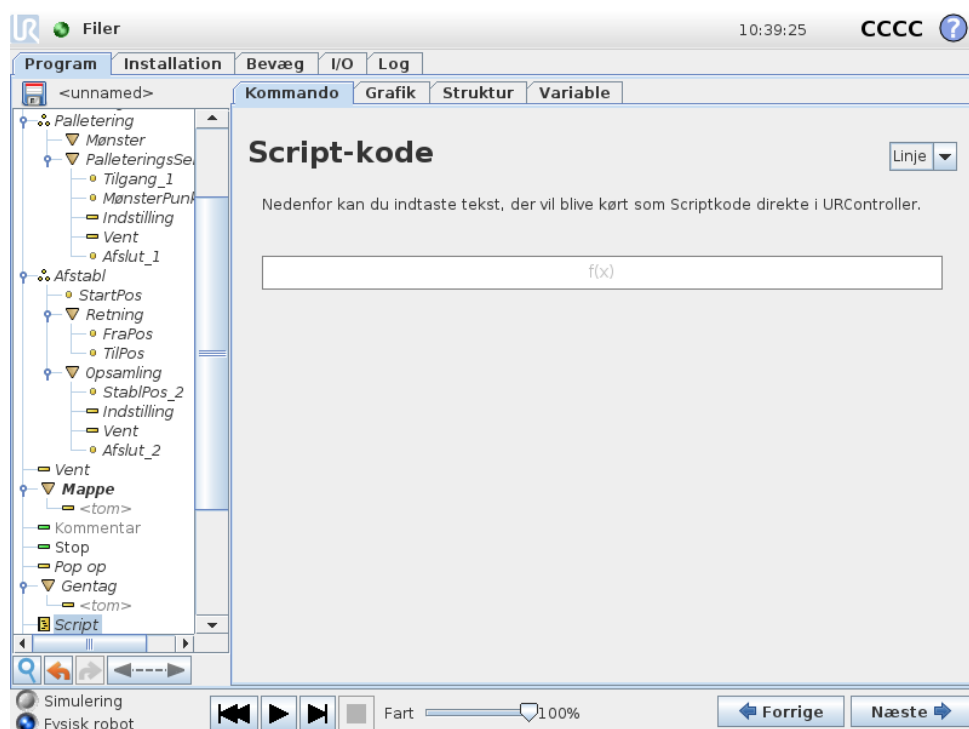 UR Filer 10:39:25 CCCC ?
Program Installation Bevæg I/O Log
<unnamed> Kommando Grafik Struktur Variable
Palletering
Mønster
PalleteringsSe
Tilgang_1
MønsterPunk
Indstilling
Vent
Afslut_1
Afstabl
StartPos
Retning
FraPos
TilPos
Opsamling
StablPos_2
Indstilling
Vent
Afslut_2
Vent
Mappe
<tom>
Kommentar
Stop
Pop op
Gentag
<tom>
Script
Script-kode
Linje
Nedenfor kan du indtaste tekst, der vil blive kørt som Scriptkode direkte i URController.
f(x)
Simulering
Fysisk robot
Fart 100%
Forrige Næste